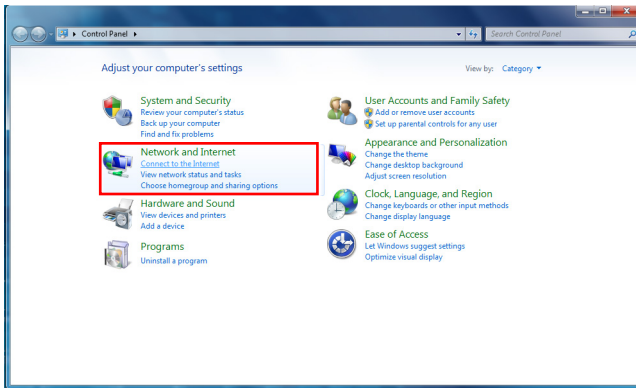 Control Panel
Search Control Panel
Adjust your computer's settings
View by: Category
System and Security
Review your computer's status
Back up your computer
Find and fix problems
Network and Internet
Connect to the Internet
View network status and tasks
Choose homegroup and sharing options
Hardware and Sound
View devices and printers
Add a device
Programs
Uninstall a program
User Accounts and Family Safety
Add or remove user accounts
Set up parental controls for any user
Appearance and Personalization
Change the theme
Change desktop background
Adjust screen resolution
Clock, Language, and Region
Change keyboards or other input methods
Change display language
Ease of Access
Let Windows suggest settings
Optimize visual display